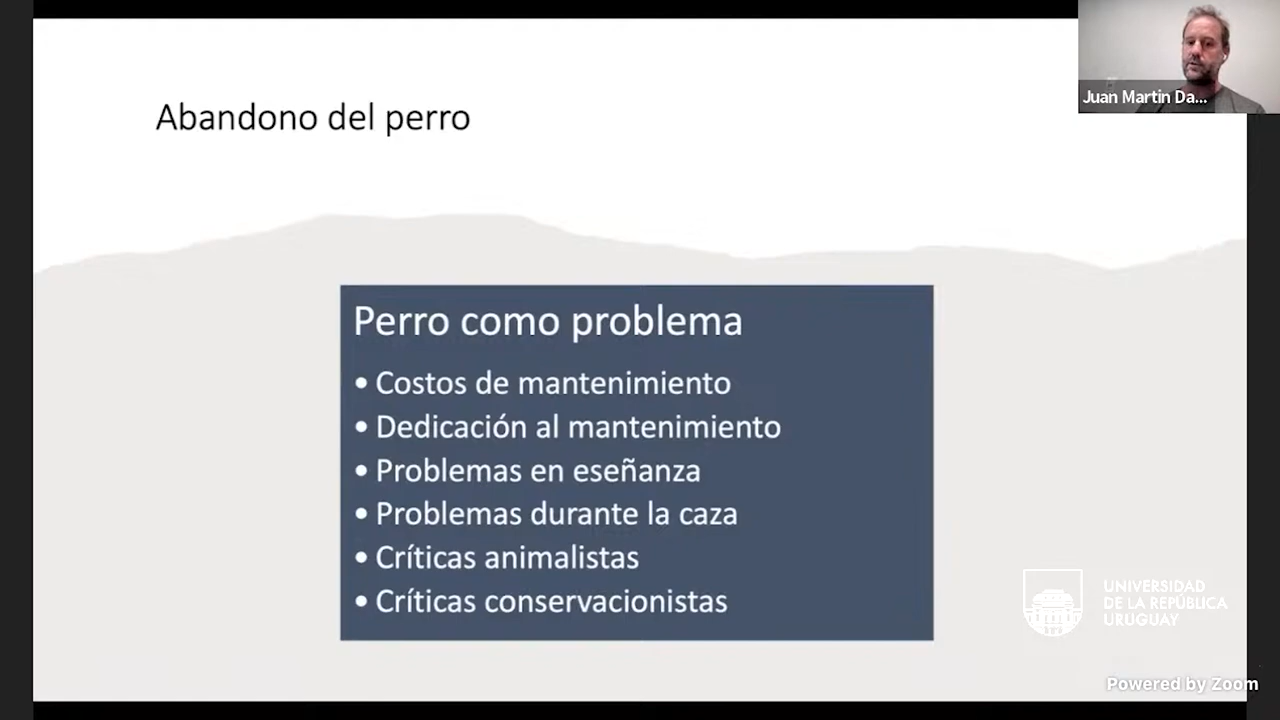 Abandono del perro
Juan Martin Da...
Perro como problema
• Costos de mantenimiento
• Dedicación al mantenimiento
• Problemas en eseñanza
• Problemas durante la caza
• Críticas animalistas
• Críticas conservacionistas
UNIVERSIDAD
DE LA REPÚBLICA
URUGUAY
Powered by Zoom